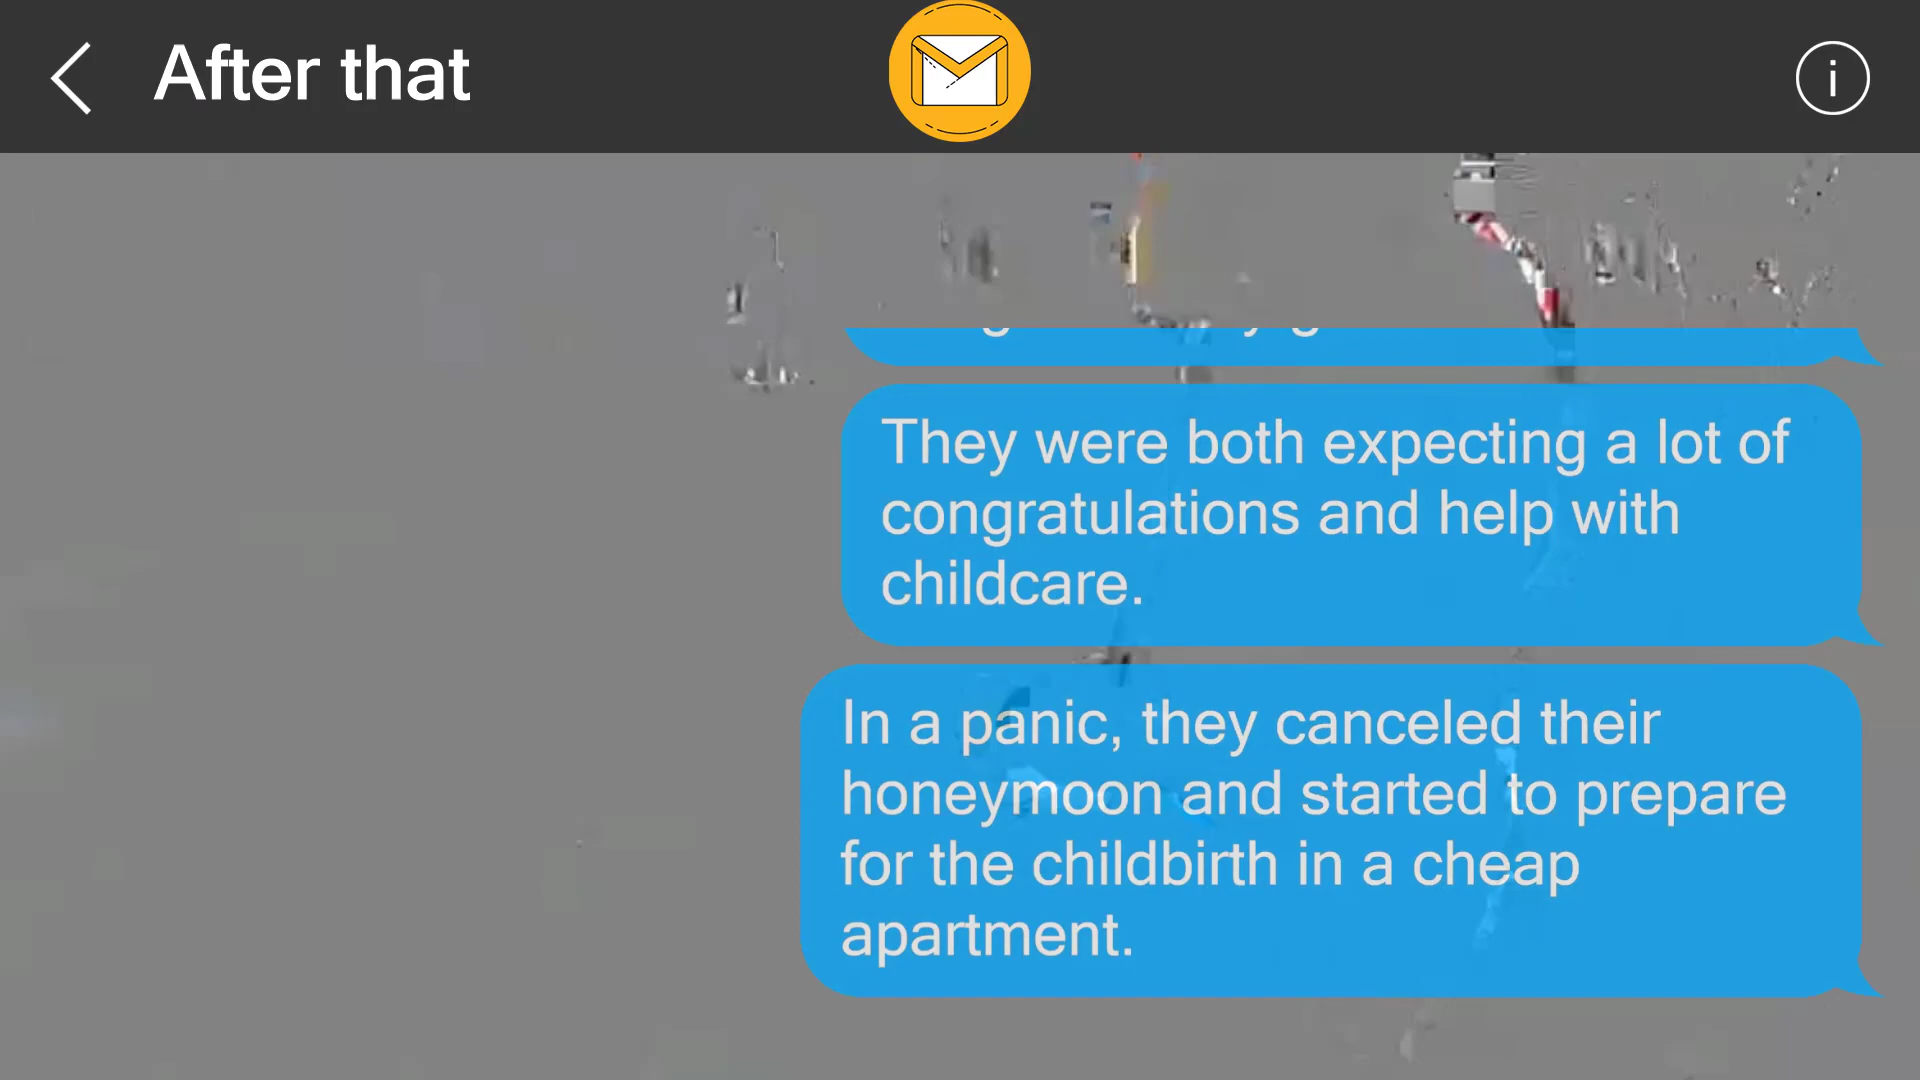 After that
They were both expecting a lot of
congratulations and help with
childcare.
In a panic, they canceled their
honeymoon and started to prepare
for the childbirth in a cheap
apartment.